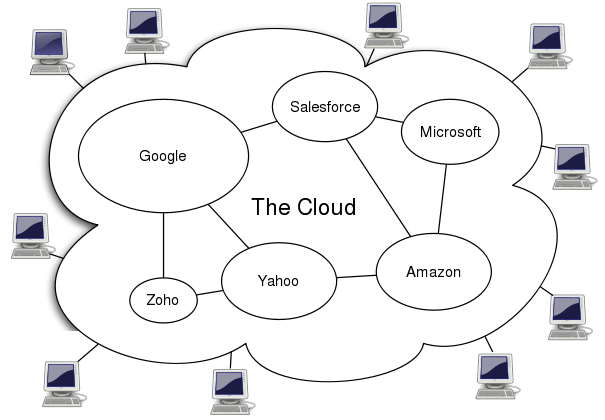 Salesforce
Microsoft
Google
The Cloud
Amazon
Yahoo
Zoho